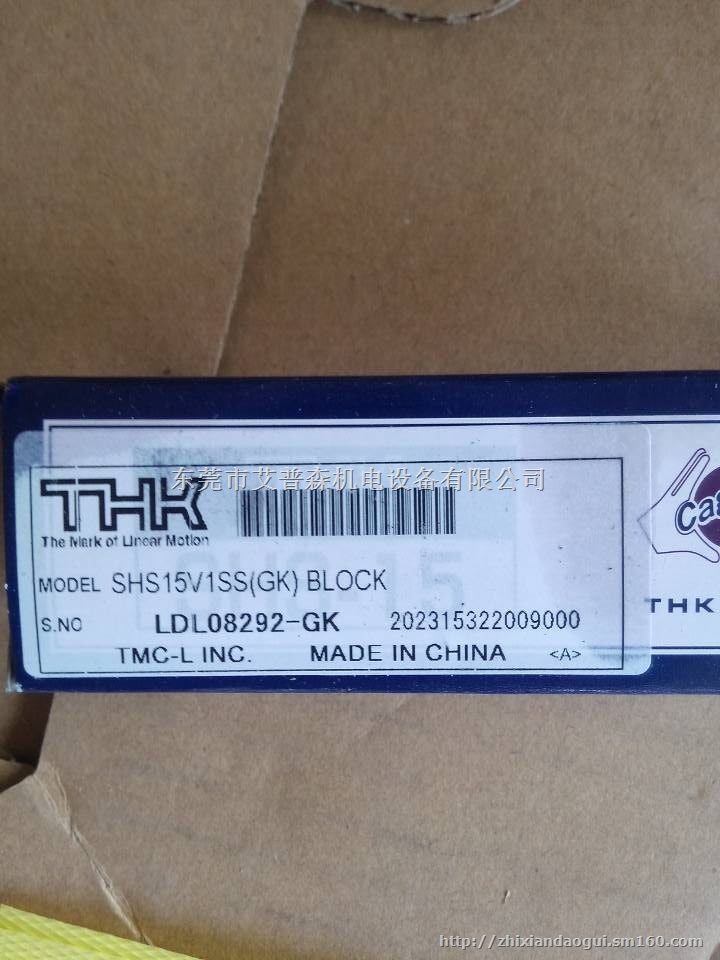 东莞市艾普森机电设备有限公司
THK
The Mark of Linear Motion
MODEL SHS15V1SS(GK) BLOCK
S.NO LDL08292-GK 202315322009000
TMC-L INC. MADE IN CHINA <A>
Ca
THK
http://zhixiandaogui.sm160.com